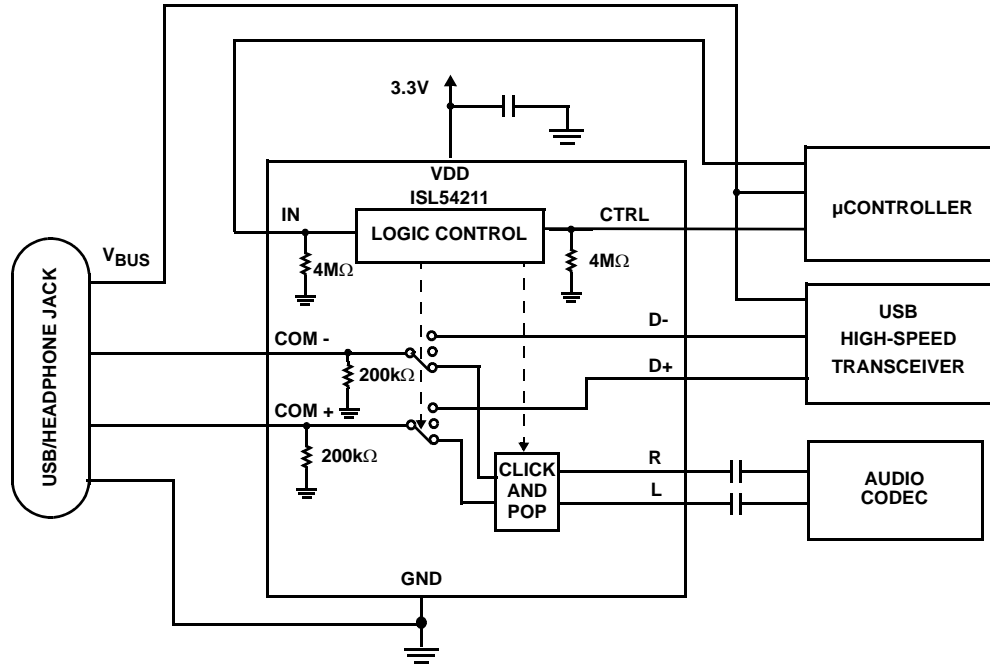 3.3V
VDD
ISL54211
IN
LOGIC CONTROL
CTRL
4MΩ
4MΩ
µCONTROLLER
VBUS
USB/HEADPHONE JACK
COM -
200kΩ
COM +
200kΩ
D-
D+
USB
HIGH-SPEED
TRANSCEIVER
CLICK
AND
POP
R
L
AUDIO
CODEC
GND